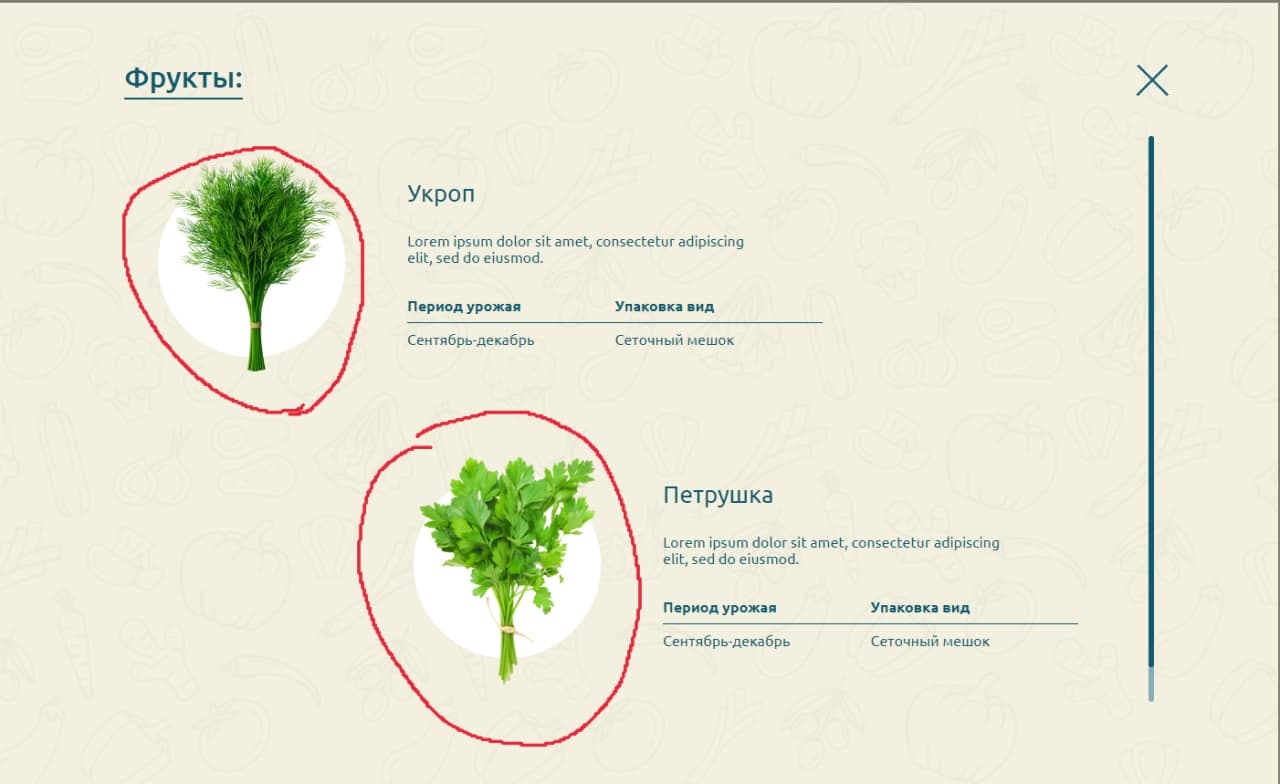 Фрукты:
Укроп
Lorem ipsum dolor sit amet, consectetur adipiscing
elit, sed do eiusmod.
Период урожая Упаковка вид
Сентябрь-декабрь Сеточный мешок
Петрушка
Lorem ipsum dolor sit amet, consectetur adipiscing
elit, sed do eiusmod.
Период урожая Упаковка вид
Сентябрь-декабрь Сеточный мешок